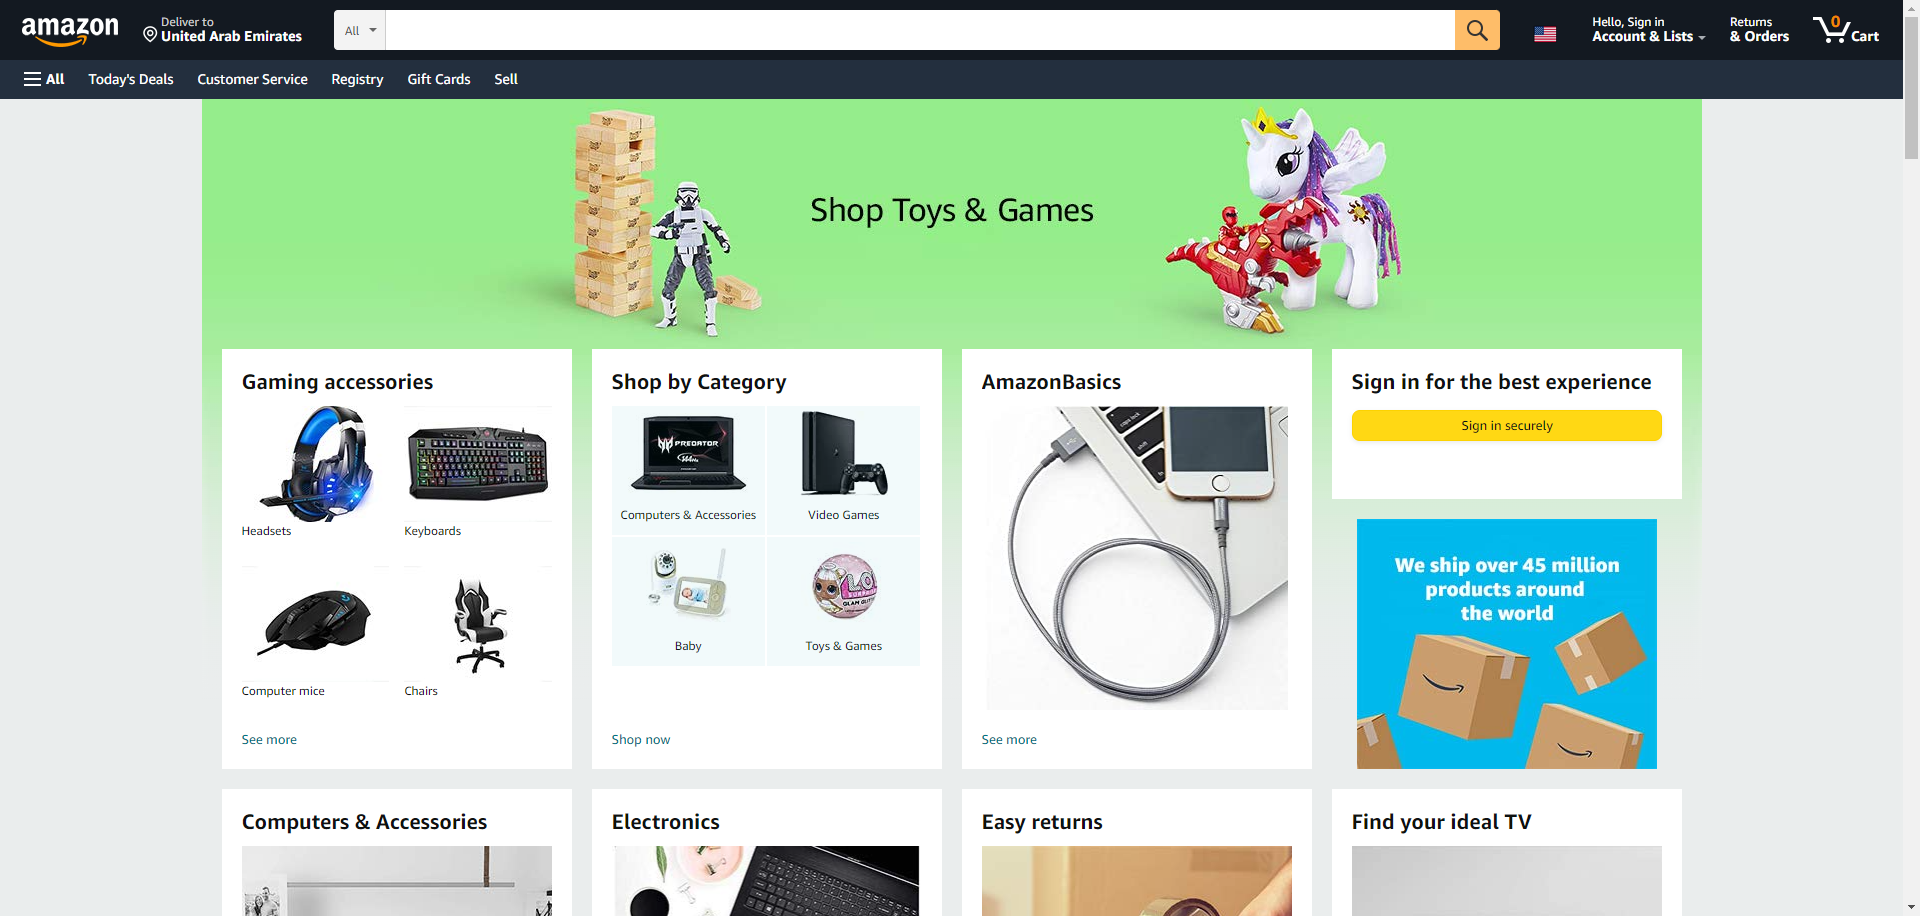 amazon
Deliver to
United Arab Emirates
All
Hello, Sign in
Account & Lists
Returns
& Orders
0
Cart
All
Today's Deals
Customer Service
Registry
Gift Cards
Sell
Shop Toys & Games
Gaming accessories
Headsets
Keyboards
Computer mice
Chairs
See more
Shop by Category
PREDATOR
Computers & Accessories
Video Games
Baby
Toys & Games
Shop now
AmazonBasics
caps lock
shift
See more
Sign in for the best experience
Sign in securely
We ship over 45 million
products around
the world
Computers & Accessories
Electronics
Easy returns
Find your ideal TV